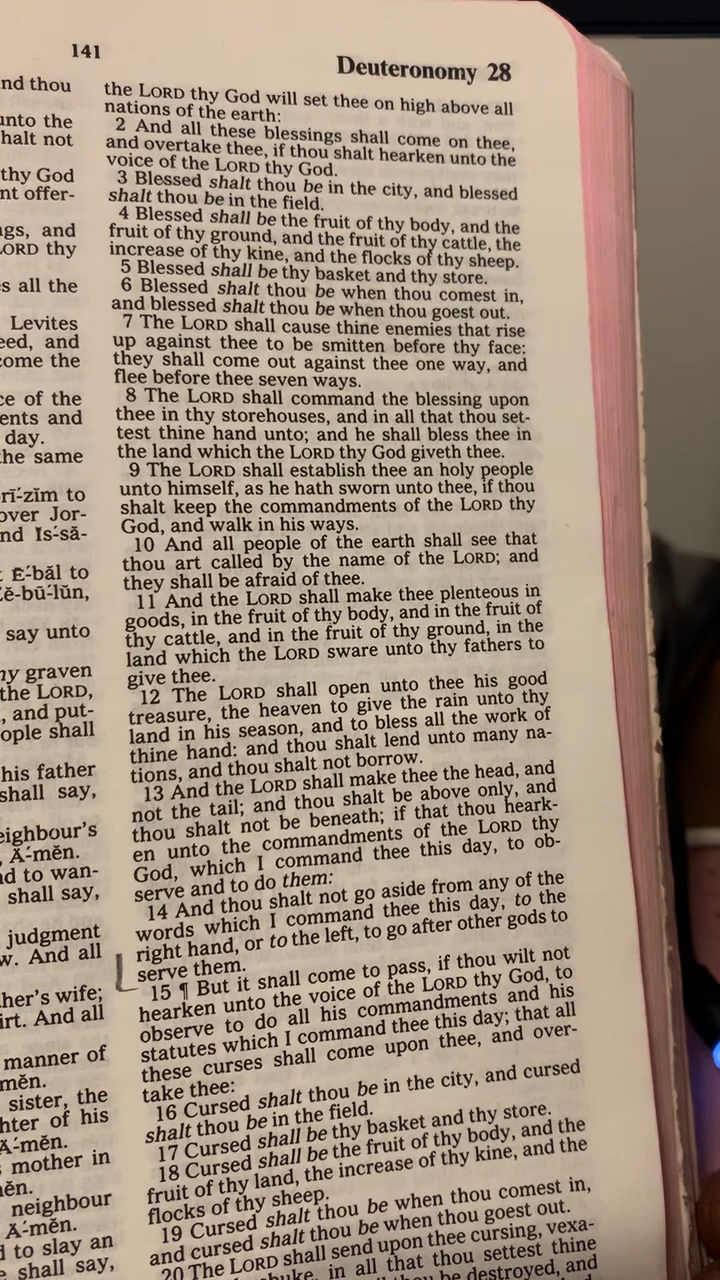 141
Deuteronomy 28
nd thou
unto the
halt not
thy God
nt offer-
gs, and
LORD thy
s all the
Levites
eed, and
come the
ce of the
ents and
day.
he same
rī-́zĭm to
over Jor-
nd Is-́să-
Ē-́băl to
ĕ-bū-́lŭn,
say unto
ny graven
the LORD,
, and put-
ople shall
his father
shall say,
eighbour's
Ā-́mĕn.
d to wan-
shall say,
judgment
w. And all
her's wife;
irt. And all
manner of
mĕn.
sister, the
hter of his
Ā-́mĕn.
mother in
ĕn.
neighbour
Ā-́mĕn.
d to slay an
shall say,
the LORD thy God will set thee on high above all
nations of the earth:
2 And all these blessings shall come on thee,
and overtake thee, if thou shalt hearken unto the
voice of the LORD thy God.
3 Blessed shalt thou be in the city, and blessed
shalt thou be in the field.
4 Blessed shall be the fruit of thy body, and the
fruit of thy ground, and the fruit of thy cattle, the
increase of thy kine, and the flocks of thy sheep.
5 Blessed shall be thy basket and thy store.
6 Blessed shalt thou be when thou comest in,
and blessed shalt thou be when thou goest out.
7 The LORD shall cause thine enemies that rise
up against thee to be smitten before thy face:
they shall come out against thee one way, and
flee before thee seven ways.
8 The LORD shall command the blessing upon
thee in thy storehouses, and in all that thou set-
test thine hand unto; and he shall bless thee in
the land which the LORD thy God giveth thee.
9 The LORD shall establish thee an holy people
unto himself, as he hath sworn unto thee, if thou
shalt keep the commandments of the LORD thy
God, and walk in his ways.
10 And all people of the earth shall see that
thou art called by the name of the LORD; and
they shall be afraid of thee.
11 And the LORD shall make thee plenteous in
goods, in the fruit of thy body, and in the fruit of
thy cattle, and in the fruit of thy ground, in the
land which the LORD sware unto thy fathers to
give thee.
12 The LORD shall open unto thee his good
treasure, the heaven to give the rain unto thy
land in his season, and to bless all the work of
thine hand: and thou shalt lend unto many na-
tions, and thou shalt not borrow.
13 And the LORD shall make thee the head, and
not the tail; and thou shalt be above only, and
thou shalt not be beneath; if that thou heark-
en unto the commandments of the LORD thy
God, which I command thee this day, to ob-
serve and to do them:
14 And thou shalt not go aside from any of the
words which I command thee this day, to the
right hand, or to the left, to go after other gods to
serve them.
15 ¶ But it shall come to pass, if thou wilt not
hearken unto the voice of the LORD thy God, to
observe to do all his commandments and his
statutes which I command thee this day; that all
these curses shall come upon thee, and over-
take thee:
16 Cursed shalt thou be in the city, and cursed
shalt thou be in the field.
17 Cursed shall be thy basket and thy store.
18 Cursed shall be the fruit of thy body, and the
fruit of thy land, the increase of thy kine, and the
flocks of thy sheep.
19 Cursed shalt thou be when thou comest in,
and cursed shalt thou be when thou goest out.
20 The LORD shall send upon thee cursing, vexa-
buke, in all that thou settest thine
be destroyed, and